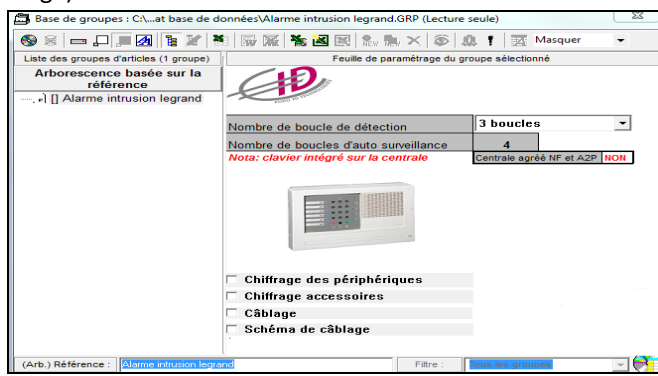 Base de groupes : C:\...at base de données\Alarme intrusion legrand.GRP (Lecture seule)
NEW
Masquer
Liste des groupes d'articles (1 groupe)
Feuille de paramétrage du groupe sélectionné
Arborescence basée sur la
référence
[] Alarme intrusion legrand
ID
Nombre de boucle de détection
3 boucles
Nombre de boucles d'auto surveillance
4
Nota: clavier intégré sur la centrale
Centrale agréé NF et A2P
NON
Chiffrage des périphériques
Chiffrage accessoires
Câblage
Schéma de câblage
(Arb.) Référence :
Alarme intrusion legrand
Filtre :
Tous les groupes